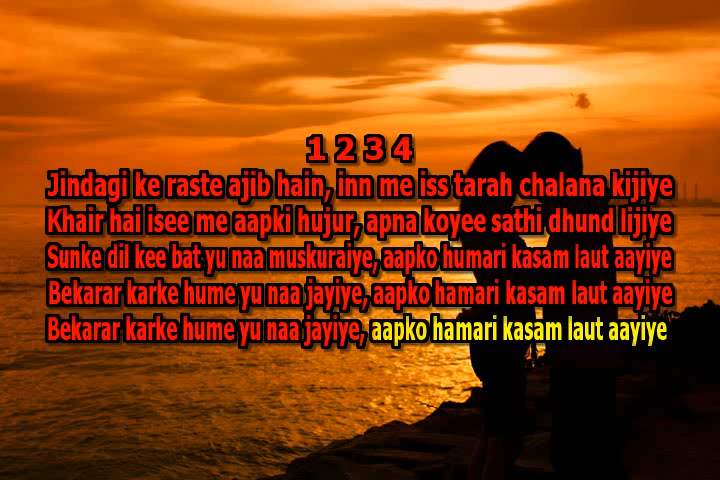 1 2 3 4
Jindagi ke raste ajib hain, inn me iss tarah chalana kijiye
Khair hai isee me aapki hujur, apna koyee sathi dhund lijiye
Sunke dil kee bat yu naa muskuraiye, aapko humari kasam laut aayiye
Bekarar karke hume yu naa jayiye, aapko hamari kasam laut aayiye
Bekarar karke hume yu naa jayiye, aapko hamari kasam laut aayiye